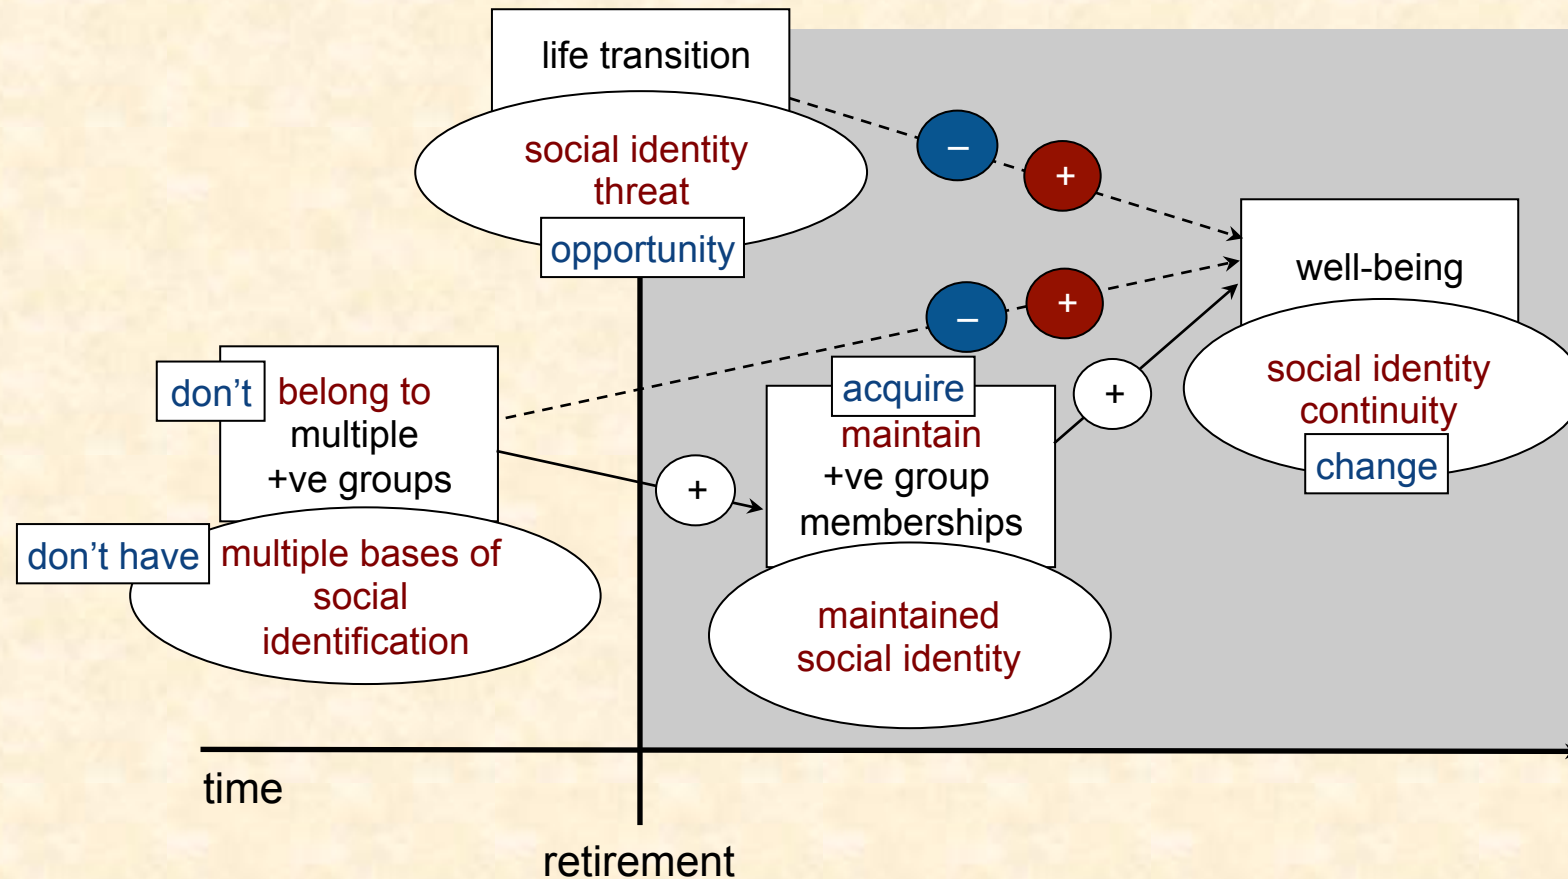 life transition
social identity
threat
opportunity
–
+
–
+
well-being
social identity
continuity
change
don't
belong to
multiple
+ve groups
don't have
multiple bases of
social
identification
+
acquire
maintain
+ve group
memberships
maintained
social identity
+
time
retirement